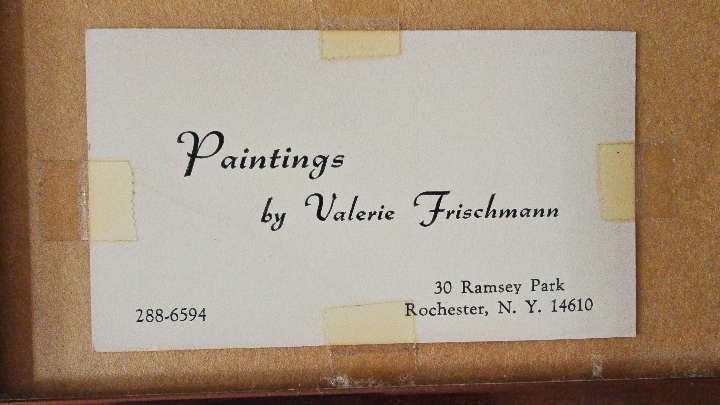 Paintings
by Valerie Frischmann
288-6594
30 Ramsey Park
Rochester, N. Y. 14610